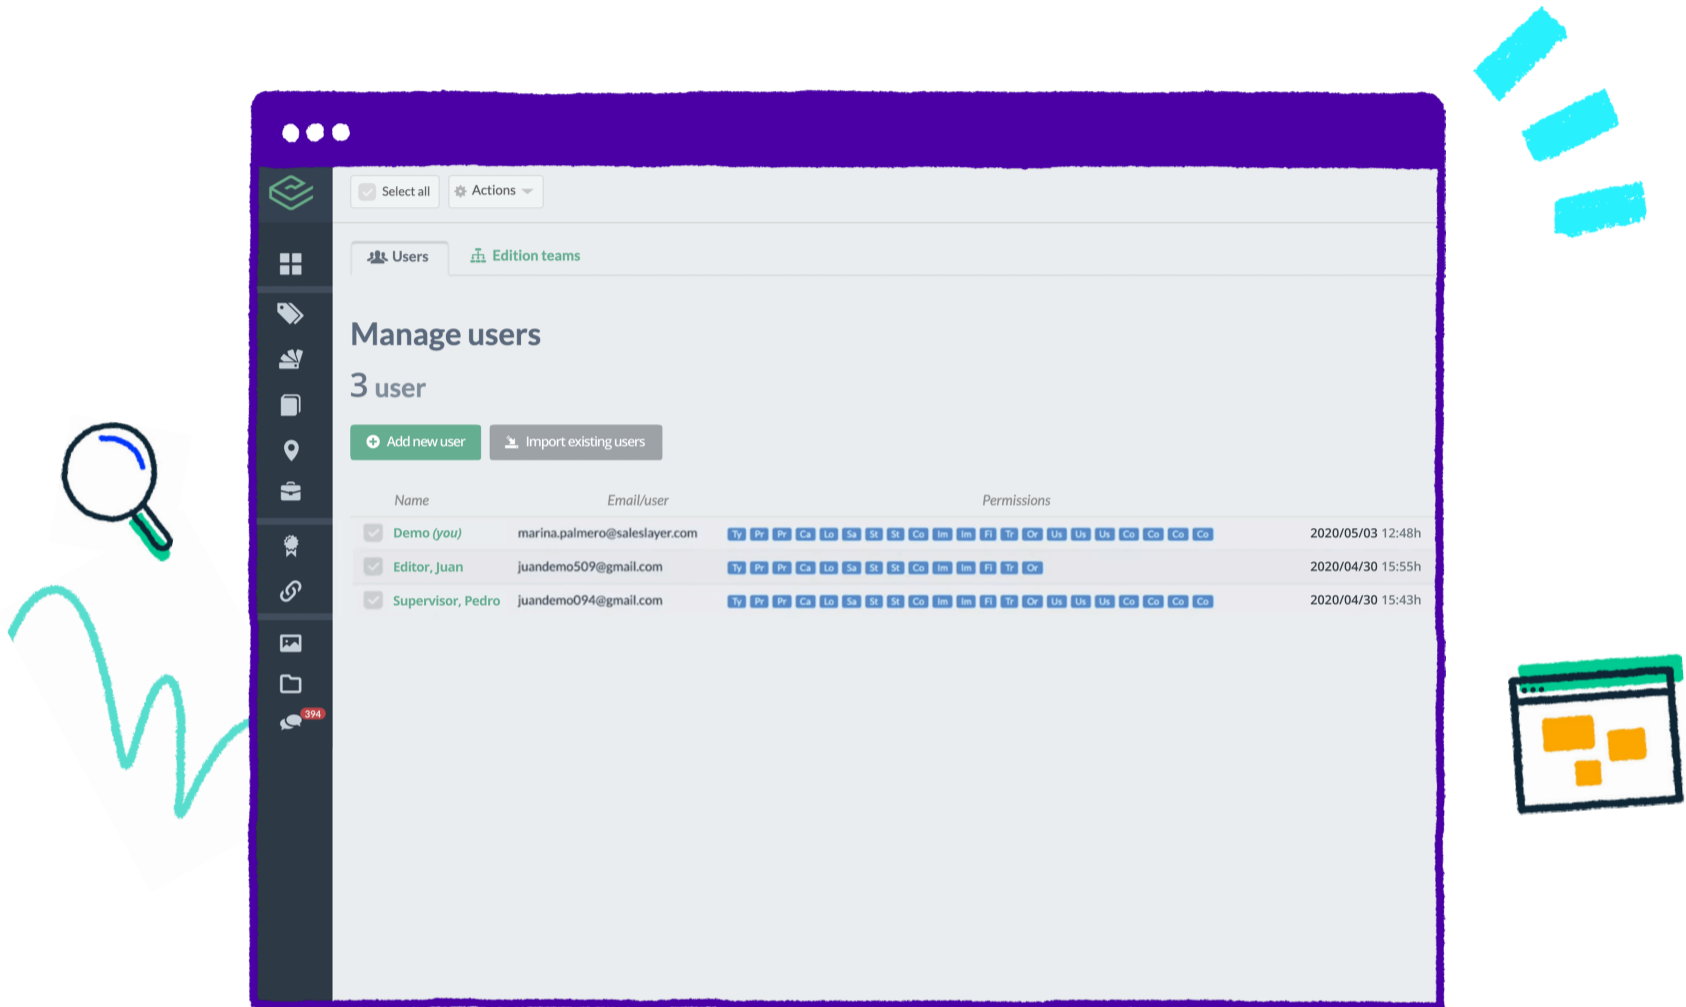 Select all Actions
Users Edition teams
Manage users
3 user
Add new user Import existing users
Name Email/user Permissions
Demo (you) marina.palmero@saleslayer.com Ty Pr Pr Ca Lo Sa St St Co Im Im Fi Tr Or Us Us Us Co Co Co Co 2020/05/03 12:48h
Editor, Juan juandemo509@gmail.com Ty Pr Pr Ca Lo Sa St St Co Im Im Fi Tr Or 2020/04/30 15:55h
Supervisor, Pedro juandemo094@gmail.com Ty Pr Pr Ca Lo Sa St St Co Im Im Fi Tr Or Us Us Us Co Co Co Co 2020/04/30 15:43h
394